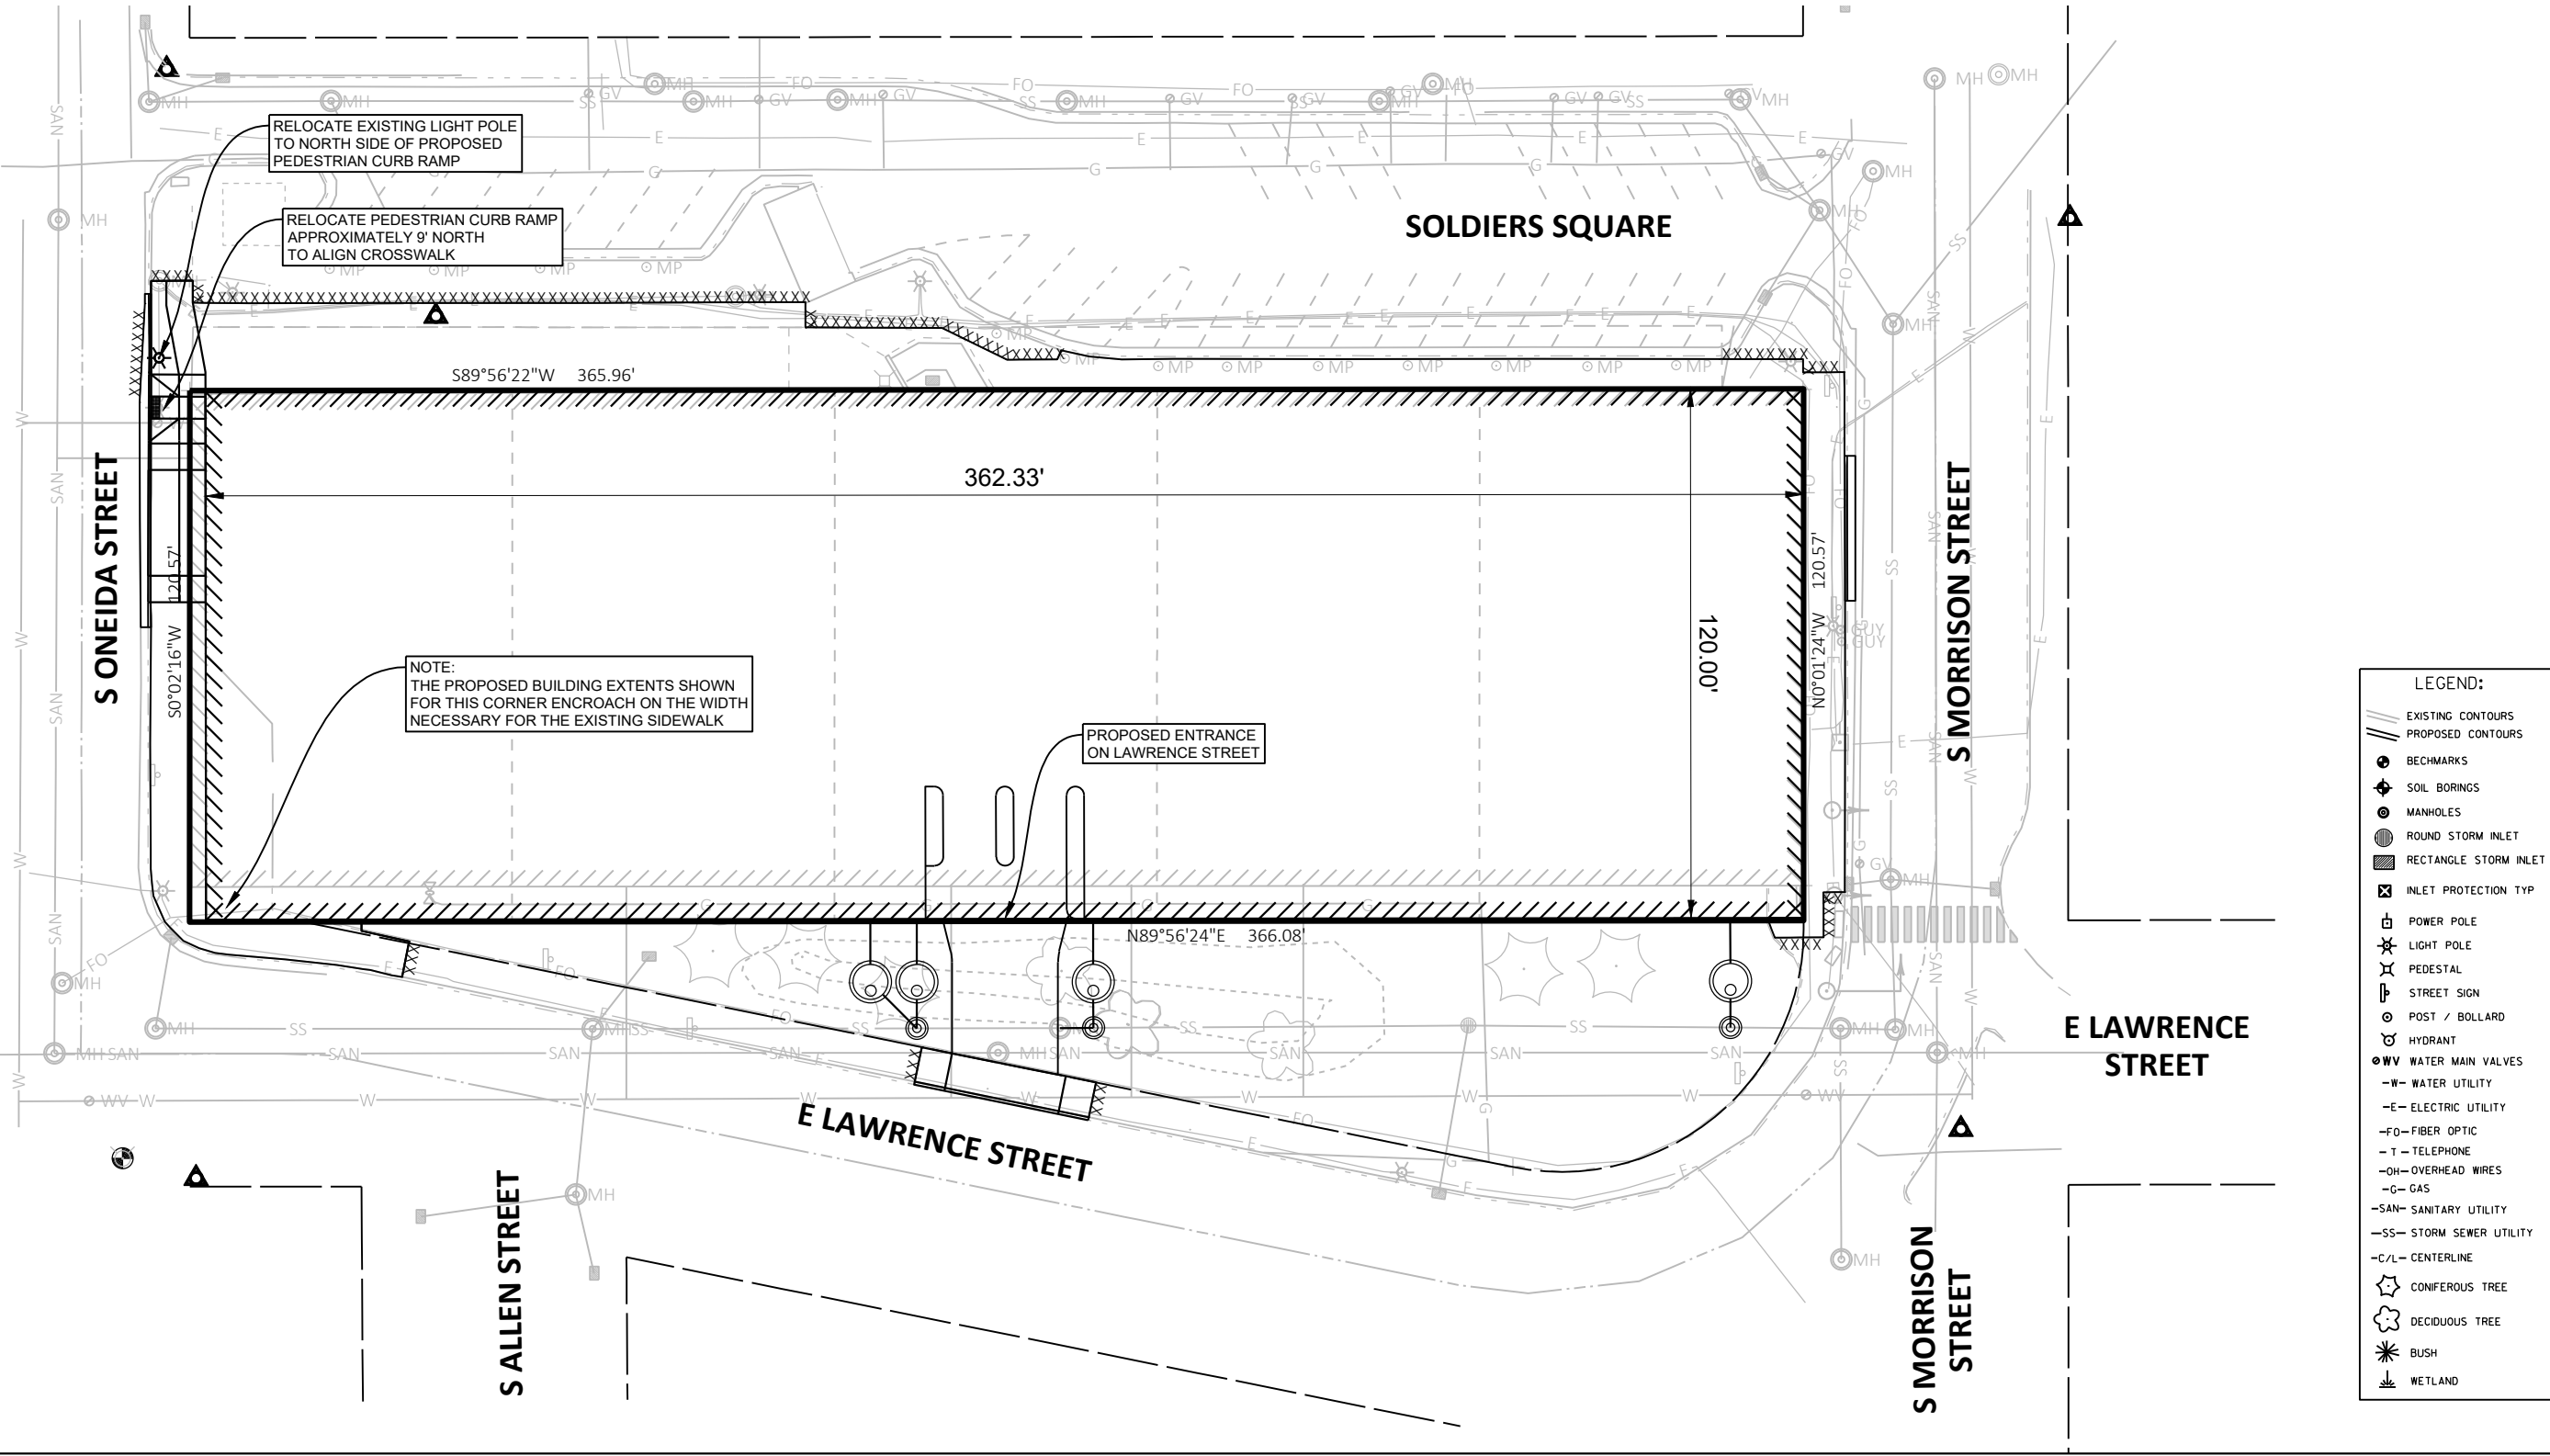 RELOCATE EXISTING LIGHT POLE
TO NORTH SIDE OF PROPOSED
PEDESTRIAN CURB RAMP
RELOCATE PEDESTRIAN CURB RAMP
APPROXIMATELY 9' NORTH
TO ALIGN CROSSWALK
SOLDIERS SQUARE
S89°56'22"W 365.96'
362.33'
120.00'
S ONEIDA STREET
S0°02'16"W 120.57'
N0°01'24"W 120.57'
S MORRISON STREET
NOTE:
THE PROPOSED BUILDING EXTENTS SHOWN
FOR THIS CORNER ENCROACH ON THE WIDTH
NECESSARY FOR THE EXISTING SIDEWALK
PROPOSED ENTRANCE
ON LAWRENCE STREET
N89°56'24"E 366.08'
E LAWRENCE
STREET
E LAWRENCE STREET
S ALLEN STREET
S MORRISON
STREET
LEGEND:
EXISTING CONTOURS
PROPOSED CONTOURS
BECHMARKS
SOIL BORINGS
MANHOLES
ROUND STORM INLET
RECTANGLE STORM INLET
INLET PROTECTION TYP
POWER POLE
LIGHT POLE
PEDESTAL
STREET SIGN
POST / BOLLARD
HYDRANT
WV WATER MAIN VALVES
-W- WATER UTILITY
-E- ELECTRIC UTILITY
-FO- FIBER OPTIC
- T - TELEPHONE
-OH- OVERHEAD WIRES
-G- GAS
-SAN- SANITARY UTILITY
-SS- STORM SEWER UTILITY
-C/L- CENTERLINE
CONIFEROUS TREE
DECIDUOUS TREE
BUSH
WETLAND